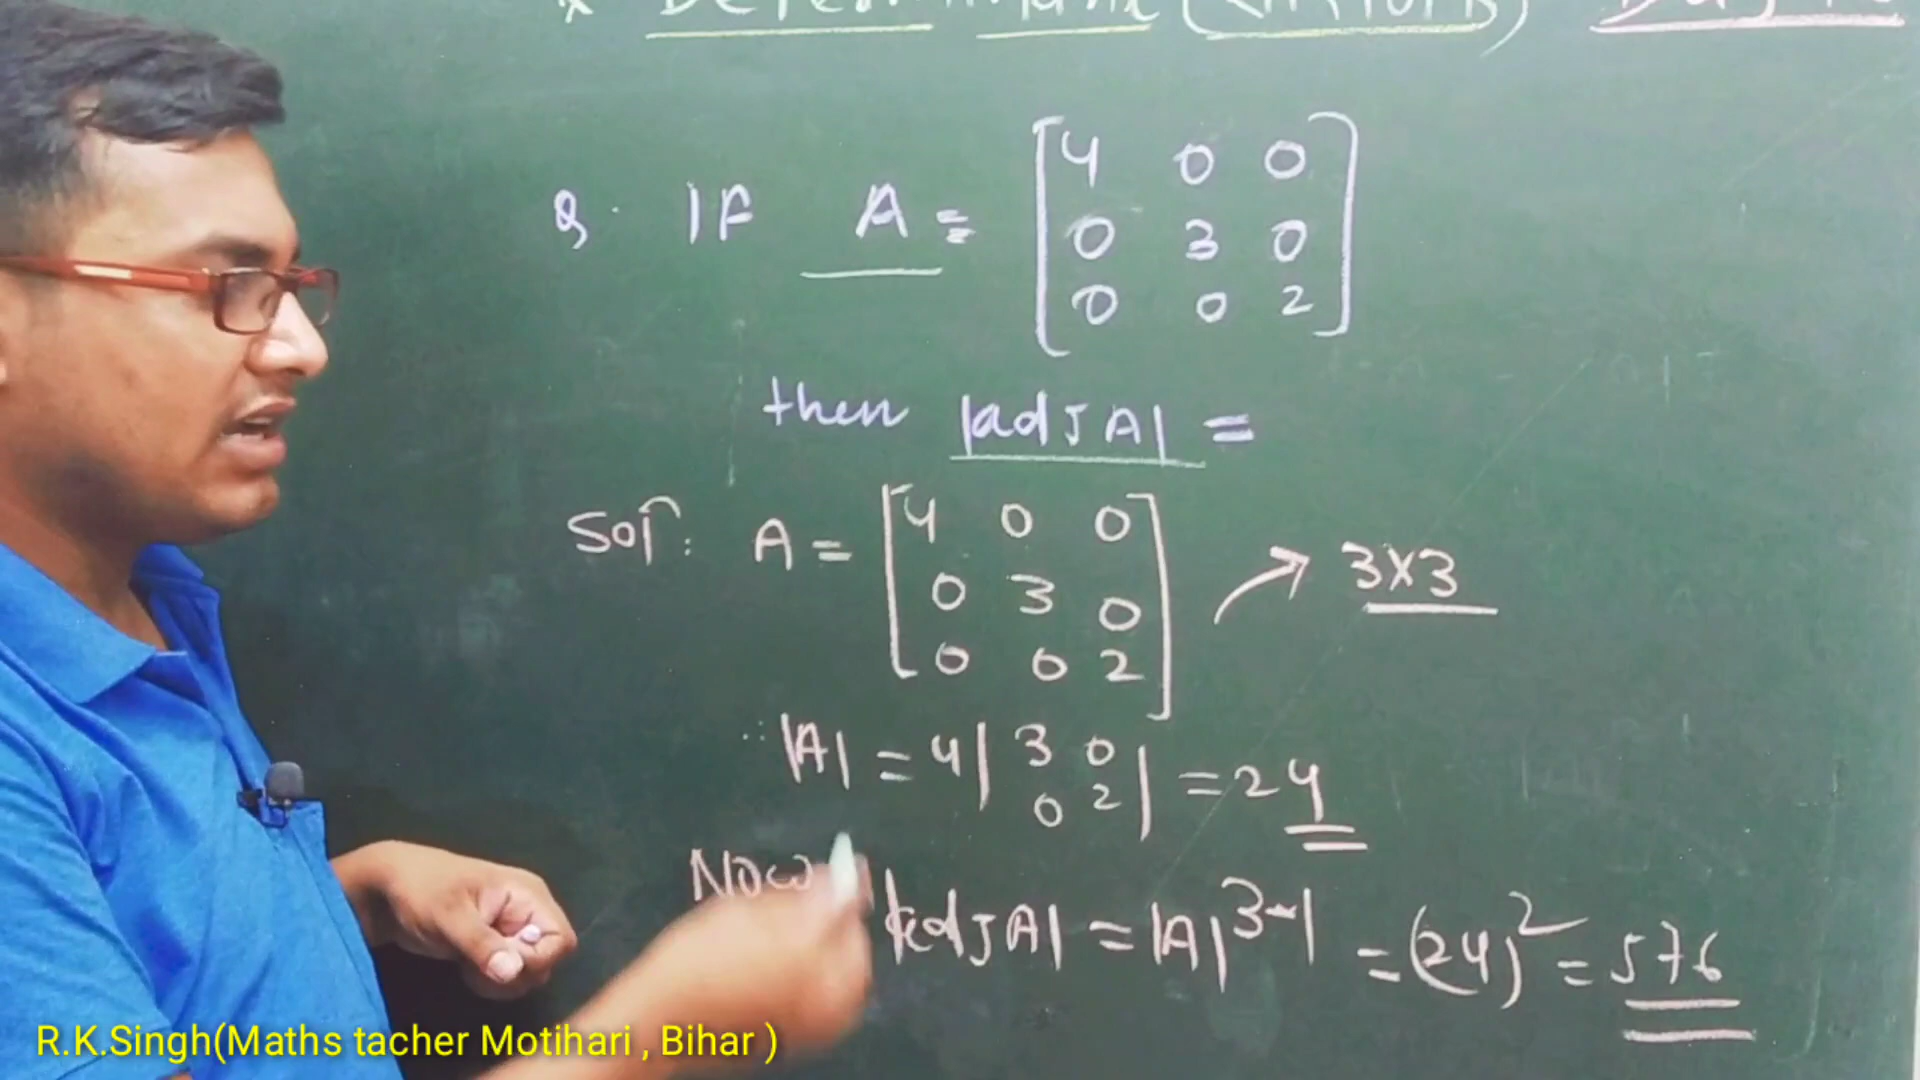 Q. If A = [4 0 0
0 3 0
0 0 2]
then |adj A| =
Solⁿ: A = [4 0 0
0 3 0
0 0 2] → 3×3
∴ |A| = 4 | 3 0
0 2 | = 24
Now |adj A| = |A|^3-1 = (24)^2 = 576
R.K.Singh(Maths tacher Motihari , Bihar )